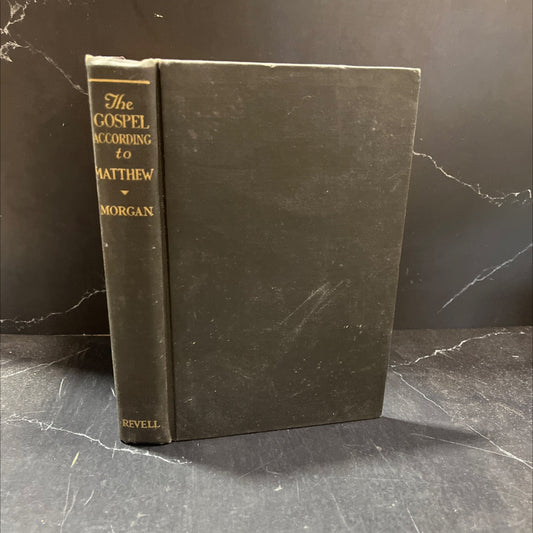 The
GOSPEL
ACCORDING
to
MATTHEW
MORGAN
REVELL